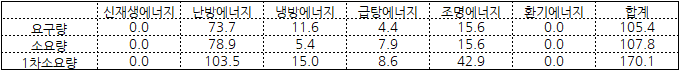 신재생에너지 난방에너지 냉방에너지 급탕에너지 조명에너지 환기에너지 합계
요구량 0.0 73.7 11.6 4.4 15.6 0.0 105.4
소요량 0.0 78.9 5.4 7.9 15.6 0.0 107.8
1차소요량 0.0 103.5 15.0 8.6 42.9 0.0 170.1